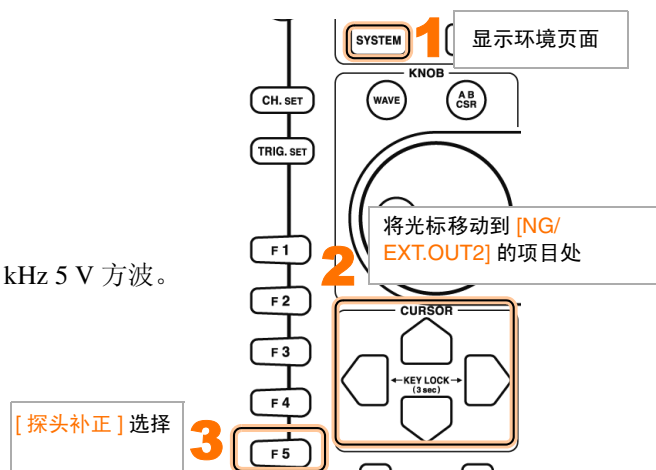 SYSTEM
1
显示环境页面
KNOB
CH. SET
WAVE
A B
CSR
TRIG. SET
将光标移动到 [NG/
EXT.OUT2] 的项目处
F 1
2
kHz 5 V 方波。
F 2
CURSOR
F 3
KEY LOCK
(3 sec)
F 4
[ 探头补正 ] 选择
3
F 5